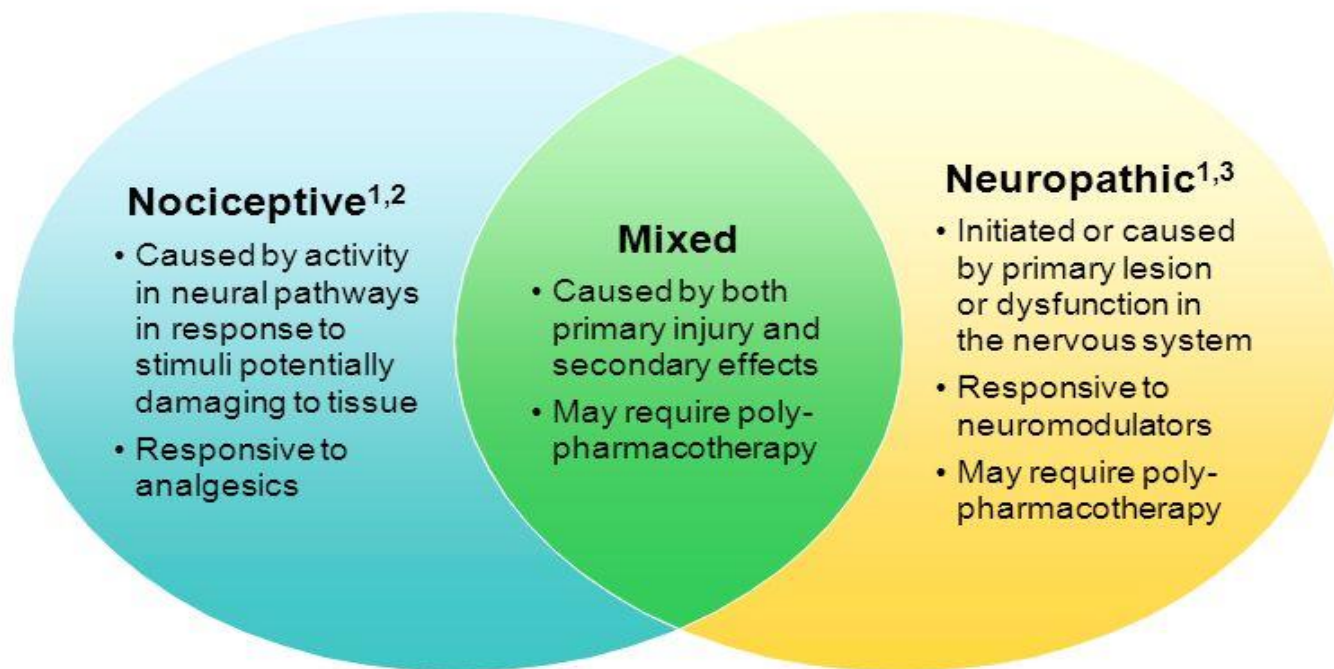 Nociceptive1,2
• Caused by activity
in neural pathways
in response to
stimuli potentially
damaging to tissue
• Responsive to
analgesics
Mixed
• Caused by both
primary injury and
secondary effects
• May require poly-
pharmacotherapy
Neuropathic1,3
• Initiated or caused
by primary lesion
or dysfunction in
the nervous system
• Responsive to
neuromodulators
• May require poly-
pharmacotherapy